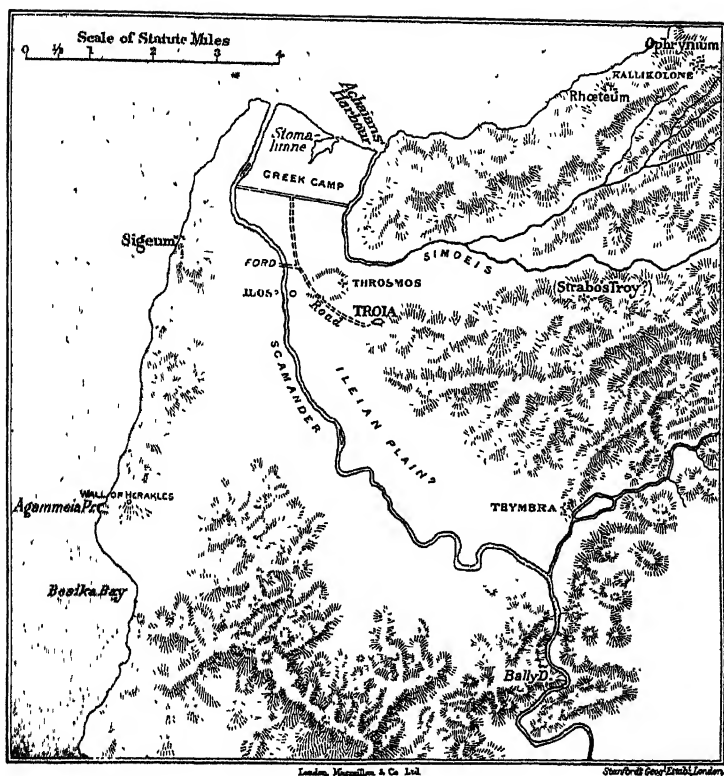 Scale of Statute Miles
0 ½ 1 2 3 4
Ophrynium
KALLIKOLONE
Rhœteum
Achaians'
Harbour
Stoma
limne
GREEK CAMP
Sigeum
SIMOEIS
FORD
THROSMOS
(Strabos Troy?)
ILOS
Road
TROIA
SCAMANDER
ILEIAN PLAIN?
WALL OF HERAKLES
Agammeia Pr.
THYMBRA
Besika Bay
Bally D.
London, Macmillan & Co. Ltd.
Stanford's Geog.l Estab.t London